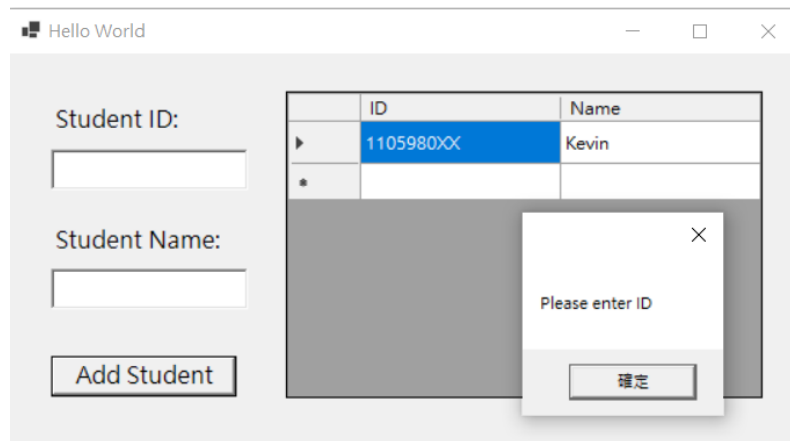 Hello World
Student ID:
Student Name:
Add Student
ID Name
1105980XX Kevin
Please enter ID
確定